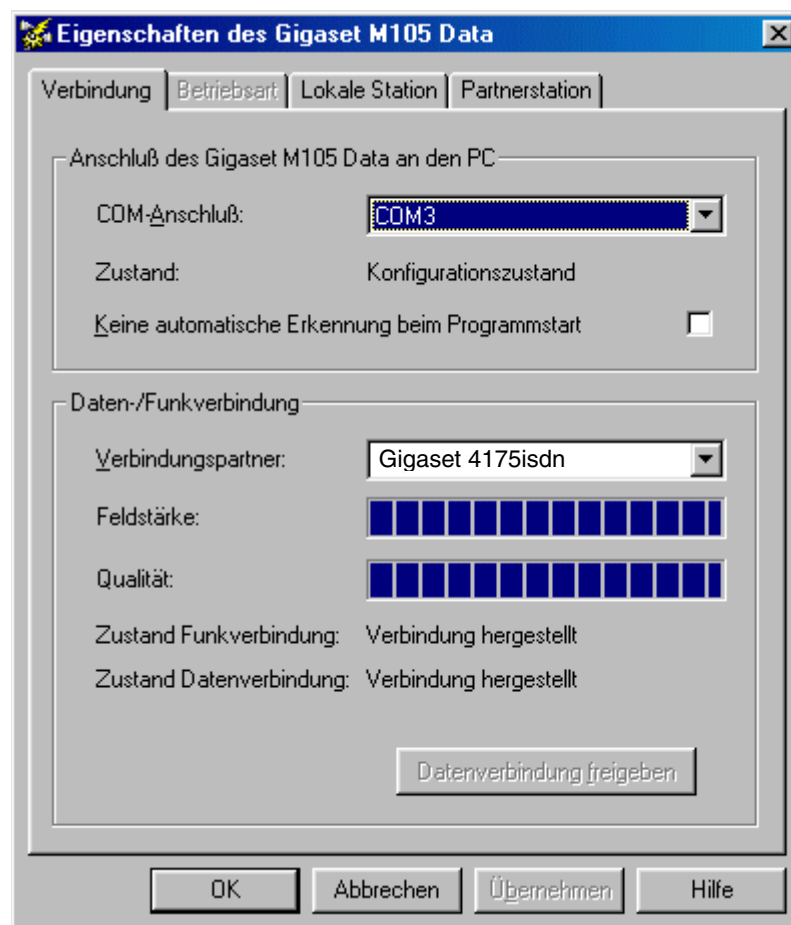 Eigenschaften des Gigaset M105 Data
Verbindung Betriebsart Lokale Station Partnerstation
Anschluß des Gigaset M105 Data an den PC
COM-Anschluß: COM3
Zustand: Konfigurationszustand
Keine automatische Erkennung beim Programmstart
Daten-/Funkverbindung
Verbindungspartner: Gigaset 4175isdn
Feldstärke:
Qualität:
Zustand Funkverbindung: Verbindung hergestellt
Zustand Datenverbindung: Verbindung hergestellt
Datenverbindung freigeben
OK Abbrechen Übernehmen Hilfe